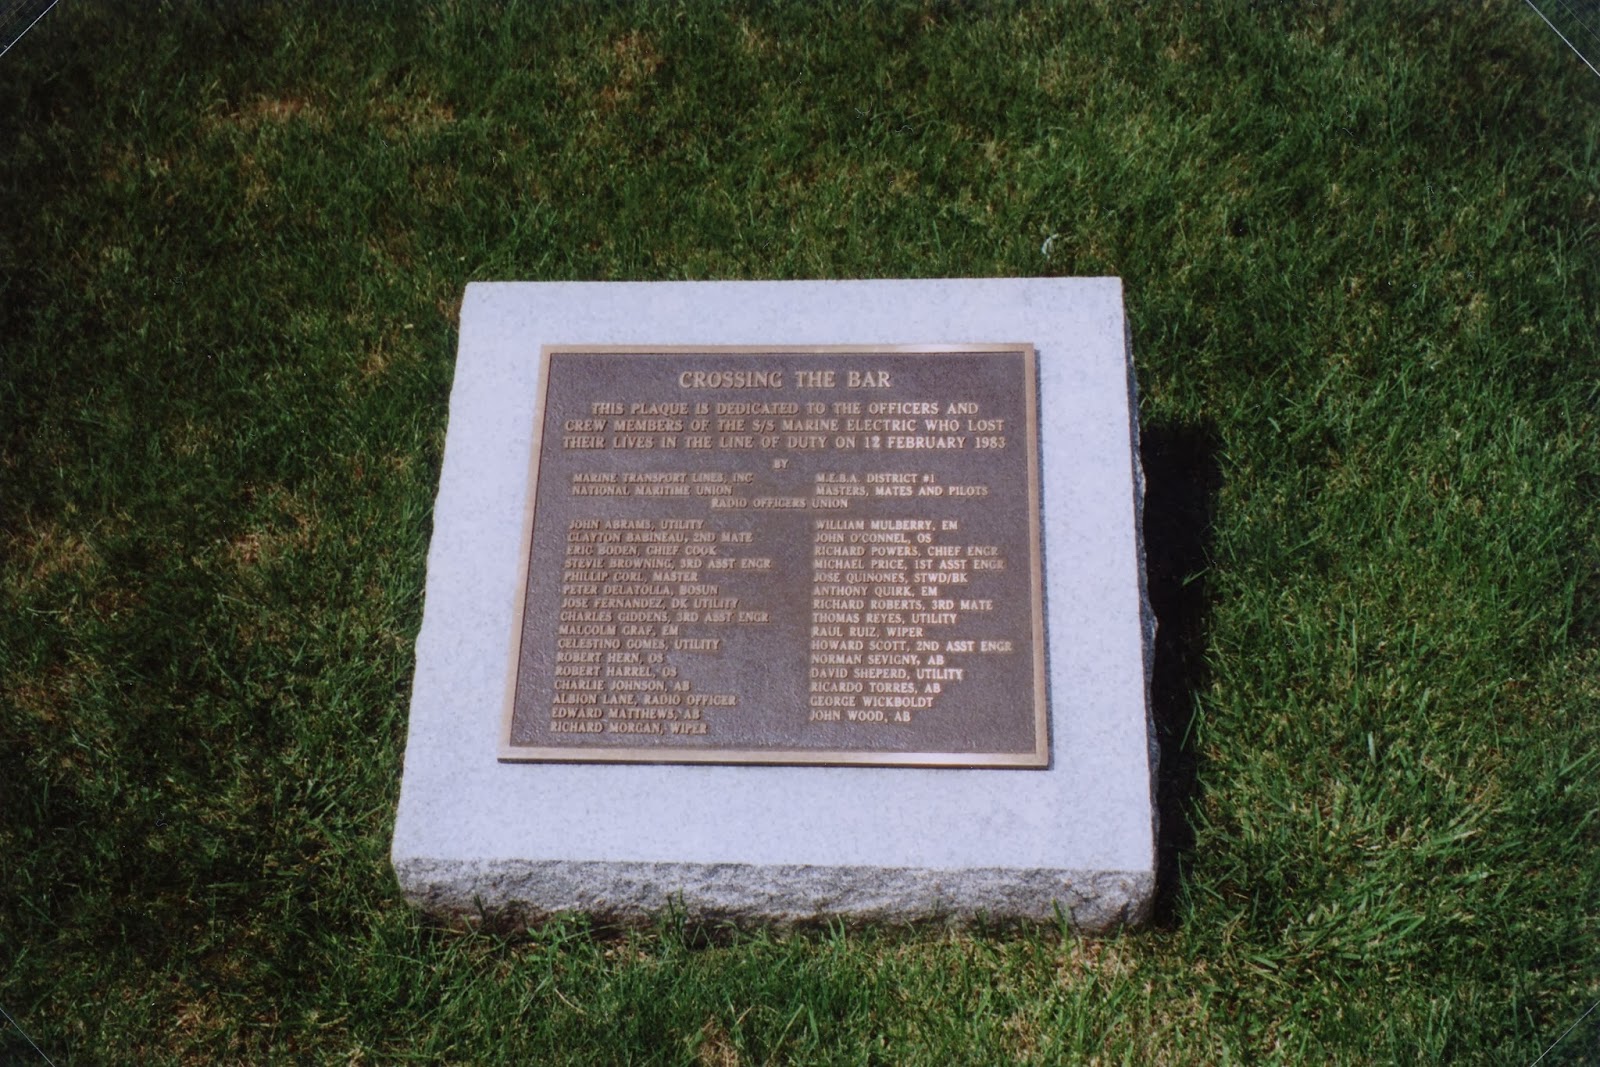 CROSSING THE BAR
THIS PLAQUE IS DEDICATED TO THE OFFICERS AND
CREW MEMBERS OF THE S/S MARINE ELECTRIC WHO LOST
THEIR LIVES IN THE LINE OF DUTY ON 12 FEBRUARY 1983
BY
MARINE TRANSPORT LINES, INC
NATIONAL MARITIME UNION
M.E.B.A. DISTRICT #1
MASTERS, MATES AND PILOTS
RADIO OFFICERS UNION
JOHN ABRAMS, UTILITY
CLAYTON BABINEAU, 2ND MATE
ERIC BODEN, CHIEF COOK
STEVIE BROWNING, 3RD ASST ENGR
PHILLIP CORL, MASTER
PETER DELATOLLA, BOSUN
JOSE FERNANDEZ, DK UTILITY
CHARLES GIDDENS, 3RD ASST ENGR
MALCOLM GRAF, EM
CELESTINO GOMES, UTILITY
ROBERT HERN, OS
ROBERT HARREL, OS
CHARLIE JOHNSON, AB
ALBION LANE, RADIO OFFICER
EDWARD MATTHEWS, AB
RICHARD MORGAN, WIPER
WILLIAM MULBERRY, EM
JOHN O'CONNEL, OS
RICHARD POWERS, CHIEF ENGR
MICHAEL PRICE, 1ST ASST ENGR
JOSE QUINONES, STWD/BK
ANTHONY QUIRK, EM
RICHARD ROBERTS, 3RD MATE
THOMAS REYES, UTILITY
RAUL RUIZ, WIPER
HOWARD SCOTT, 2ND ASST ENGR
NORMAN SEVIGNY, AB
DAVID SHEPERD, UTILITY
RICARDO TORRES, AB
GEORGE WICKBOLDT
JOHN WOOD, AB